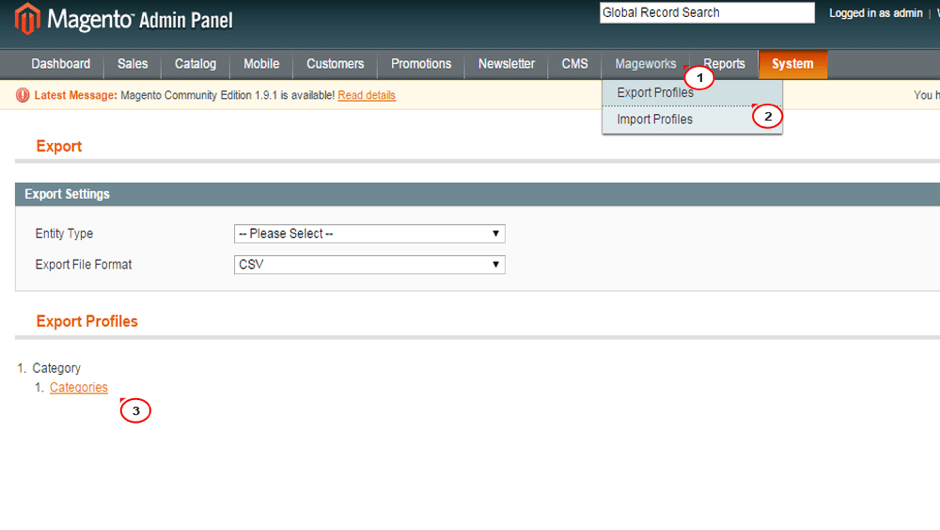 Magento™ Admin Panel
Global Record Search
Logged in as admin |
Dashboard Sales Catalog Mobile Customers Promotions Newsletter CMS Mageworks Reports System
1
Latest Message: Magento Community Edition 1.9.1 is available! Read details
You h
Export Profiles
2
Import Profiles
Export
Export Settings
Entity Type -- Please Select --
Export File Format CSV
Export Profiles
1. Category
1. Categories
3